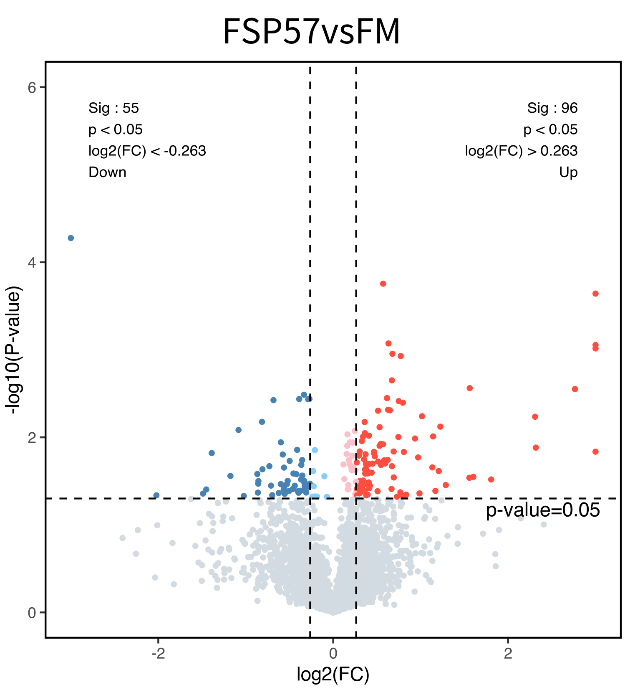 FSP57vsFM
6
Sig : 55
Sig : 96
p < 0.05
p < 0.05
log2(FC) < -0.263
log2(FC) > 0.263
Down
Up
4
-log10(P-value)
2
p-value=0.05
0
-2
0
2
log2(FC)